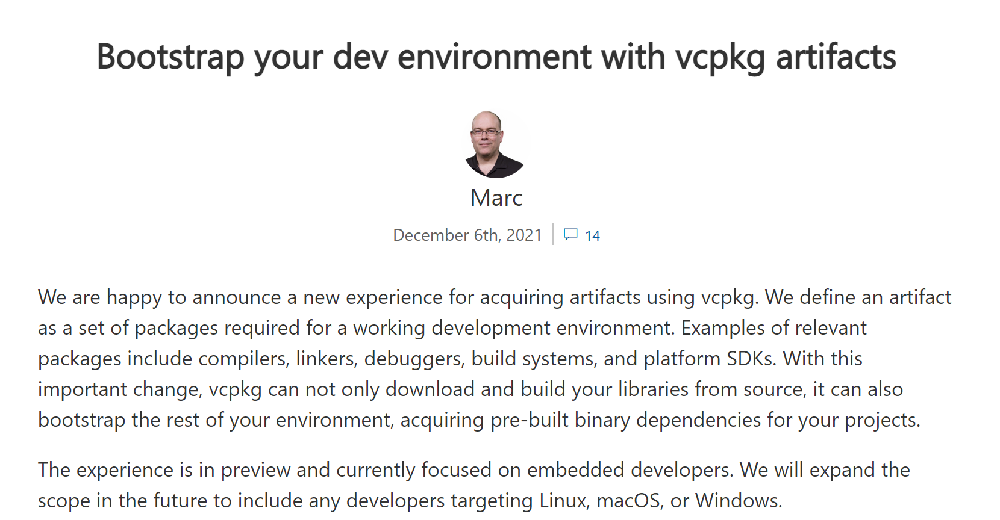 Bootstrap your dev environment with vcpkg artifacts
Marc
December 6th, 2021 14
We are happy to announce a new experience for acquiring artifacts using vcpkg. We define an artifact
as a set of packages required for a working development environment. Examples of relevant
packages include compilers, linkers, debuggers, build systems, and platform SDKs. With this
important change, vcpkg can not only download and build your libraries from source, it can also
bootstrap the rest of your environment, acquiring pre-built binary dependencies for your projects.
The experience is in preview and currently focused on embedded developers. We will expand the
scope in the future to include any developers targeting Linux, macOS, or Windows.